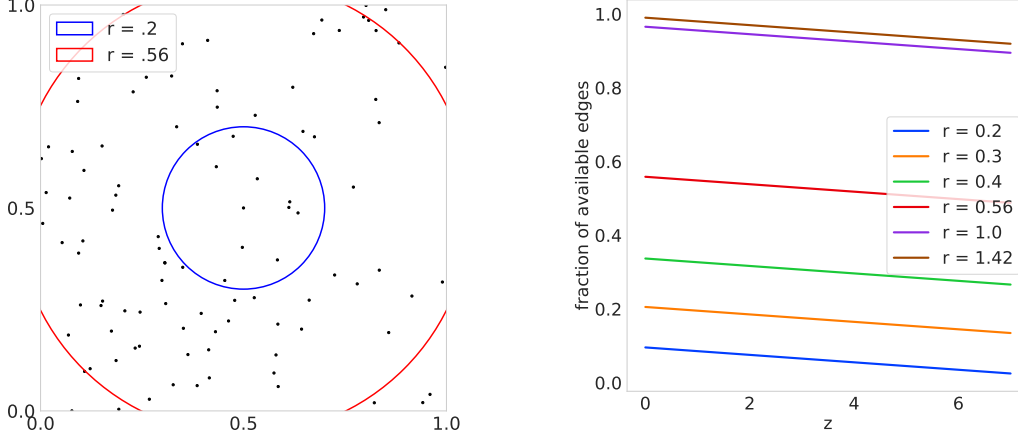 1.0
r = .2
r = .56
0.5
0.0
0.0 0.5 1.0
fraction of available edges
1.0
0.8
0.6
0.4
0.2
0.0
r = 0.2
r = 0.3
r = 0.4
r = 0.56
r = 1.0
r = 1.42
0 2 4 6
z